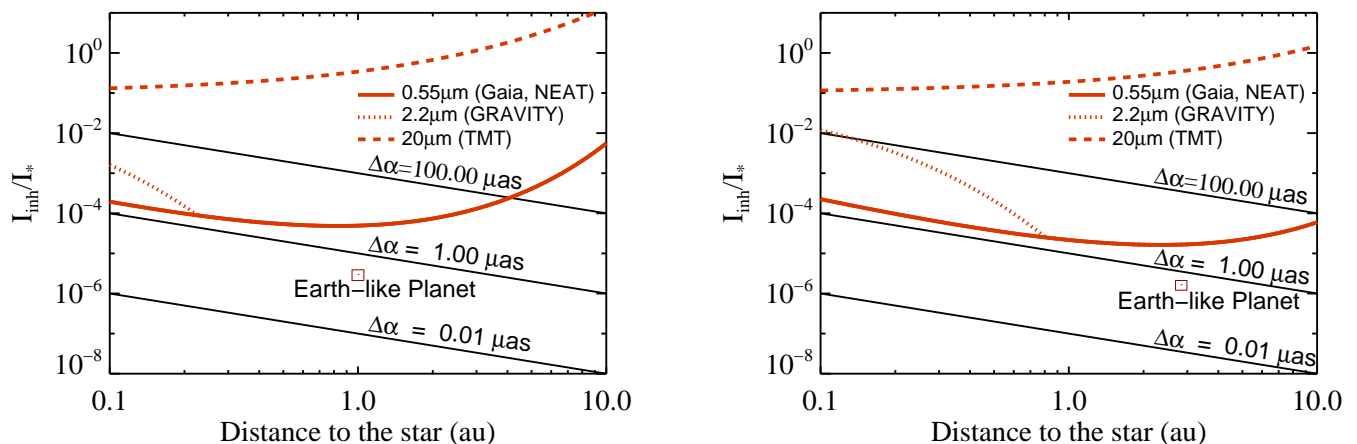 10⁰
10⁻²
10⁻⁴
10⁻⁶
10⁻⁸
I_inh/I_*
0.55μm (Gaia, NEAT)
2.2μm (GRAVITY)
20μm (TMT)
Δα=100.00 μas
Δα = 1.00 μas
Earth–like Planet
Δα = 0.01 μas
0.1
1.0
10.0
Distance to the star (au)
10⁰
10⁻²
10⁻⁴
10⁻⁶
10⁻⁸
I_inh/I_*
0.55μm (Gaia, NEAT)
2.2μm (GRAVITY)
20μm (TMT)
Δα=100.00 μas
Δα = 1.00 μas
Earth–like Planet
Δα = 0.01 μas
0.1
1.0
10.0
Distance to the star (au)